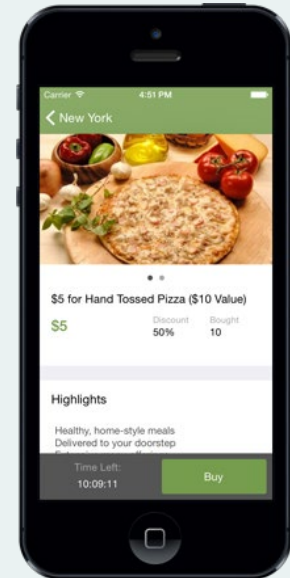 Carrier 4:51 PM
New York
$5 for Hand Tossed Pizza ($10 Value)
$5
Discount
50%
Bought
10
Highlights
Healthy, home-style meals
Delivered to your doorstep
Time Left:
10:09:11
Buy